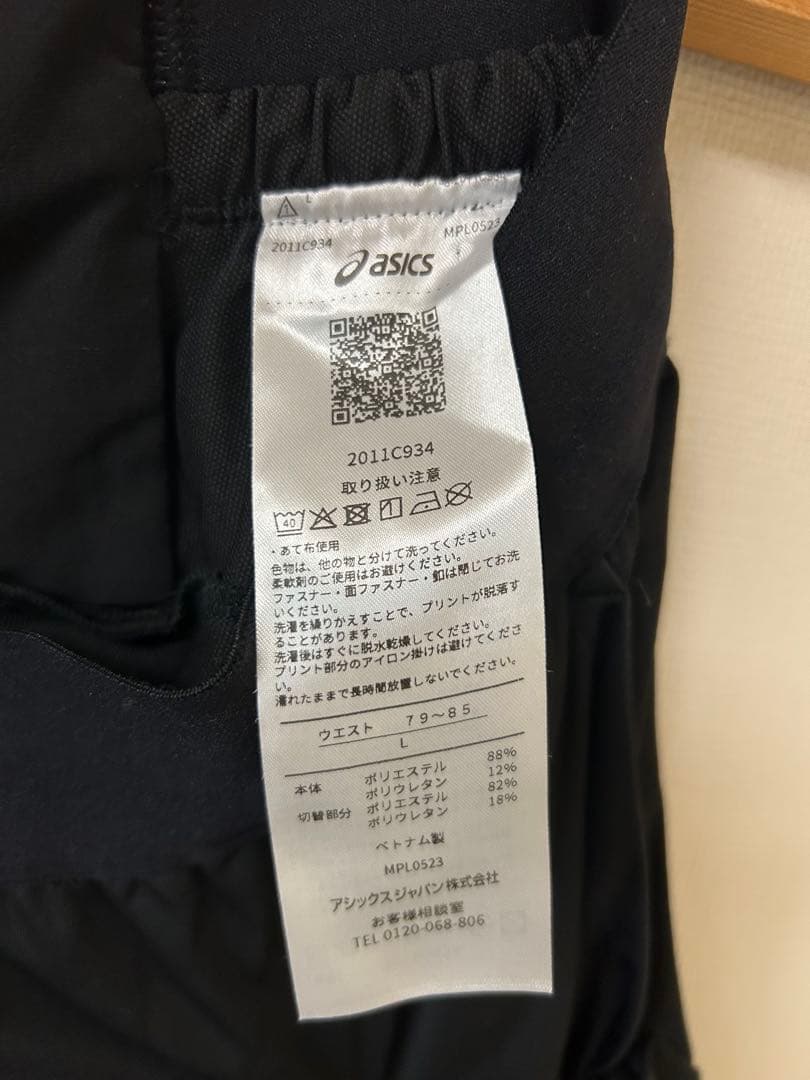 L
2011C934 MPL0523
asics
2011C934
取り扱い注意
40
・あて布使用
色物は、他の物と分けて洗ってください。
柔軟剤のご使用はお避けください。
ファスナー・面ファスナー・釦は閉じてお洗
いください。
洗濯を繰りかえすことで、プリントが脱落す
ることがあります。
洗濯後はすぐに脱水乾燥してください。
プリント部分のアイロン掛けは避けてくださ
い。
濡れたままで長時間放置しないでください。
ウエスト 79～85
L
本体 ポリエステル 88%
ポリウレタン 12%
切替部分 ポリエステル 82%
ポリウレタン 18%
ベトナム製
MPL0523
アシックスジャパン株式会社
お客様相談室
TEL 0120-068-806